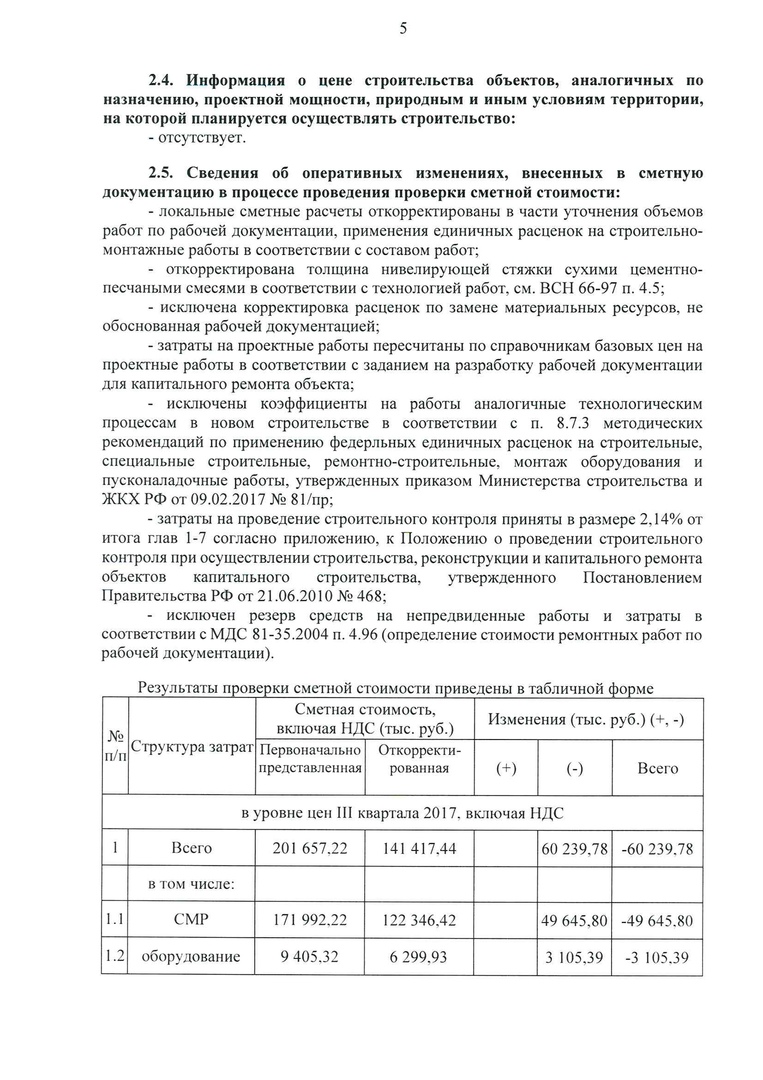 5
2.4. Информация о цене строительства объектов, аналогичных по
назначению, проектной мощности, природным и иным условиям территории,
на которой планируется осуществлять строительство:
- отсутствует.
2.5. Сведения об оперативных изменениях, внесенных в сметную
документацию в процессе проведения проверки сметной стоимости:
- локальные сметные расчеты откорректированы в части уточнения объемов
работ по рабочей документации, применения единичных расценок на строительно-
монтажные работы в соответствии с составом работ;
- откорректирована толщина нивелирующей стяжки сухими цементно-
песчаными смесями в соответствии с технологией работ, см. ВСН 66-97 п. 4.5;
- исключена корректировка расценок по замене материальных ресурсов, не
обоснованная рабочей документацией;
- затраты на проектные работы пересчитаны по справочникам базовых цен на
проектные работы в соответствии с заданием на разработку рабочей документации
для капитального ремонта объекта;
- исключены коэффициенты на работы аналогичные технологическим
процессам в новом строительстве в соответствии с п. 8.7.3 методических
рекомендаций по применению федерльных единичных расценок на строительные,
специальные строительные, ремонтно-строительные, монтаж оборудования и
пусконаладочные работы, утвержденных приказом Министерства строительства и
ЖКХ РФ от 09.02.2017 № 81/пр;
- затраты на проведение строительного контроля приняты в размере 2,14% от
итога глав 1-7 согласно приложению, к Положению о проведении строительного
контроля при осуществлении строительства, реконструкции и капитального ремонта
объектов капитального строительства, утвержденного Постановлением
Правительства РФ от 21.06.2010 № 468;
- исключен резерв средств на непредвиденные работы и затраты в
соответствии с МДС 81-35.2004 п. 4.96 (определение стоимости ремонтных работ по
рабочей документации).
Результаты проверки сметной стоимости приведены в табличной форме
№ п/п Структура затрат Сметная стоимость, включая НДС (тыс. руб.) Изменения (тыс. руб.) (+, -)
Первоначально представленная Откорректи- рованная (+) (-) Всего
в уровне цен III квартала 2017, включая НДС
1 Всего 201 657,22 141 417,44 60 239,78 -60 239,78
в том числе:
1.1 СМР 171 992,22 122 346,42 49 645,80 -49 645,80
1.2 оборудование 9 405,32 6 299,93 3 105,39 -3 105,39